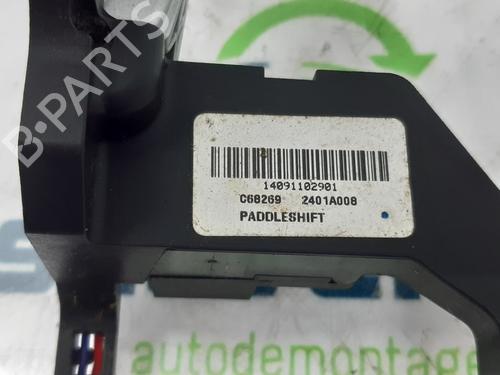 B-PARTS
14091102901
C68269 2401A008
PADDLESHIFT
autodemontage